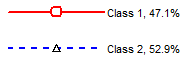 Class 1, 47.1%
Class 2, 52.9%